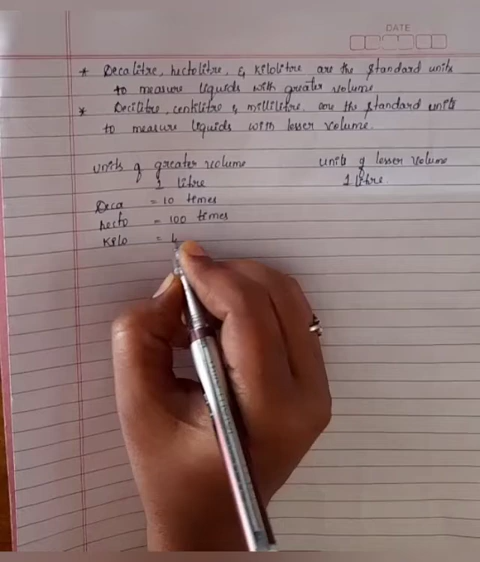 DATE
* Decalitre, hectolitre, & kilolitre are the standard units
to measure liquids with greater volume
* Decilitre, centilitre & millilitre are the standard units
to measure liquids with lesser volume.
units of greater volume
1 litre
Deca = 10 times
hecto = 100 times
Kilo =
units of lesser volume
1 litre